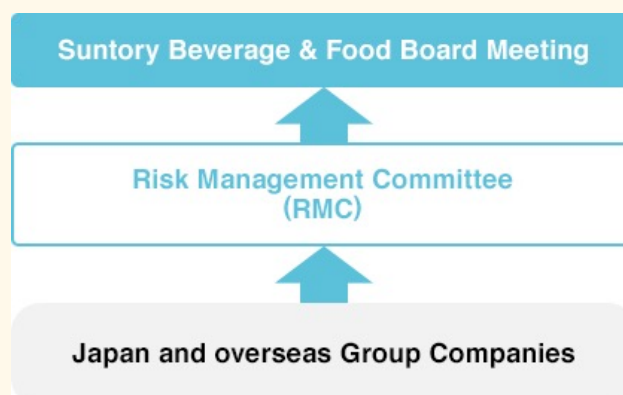 Suntory Beverage & Food Board Meeting
Risk Management Committee
(RMC)
Japan and overseas Group Companies